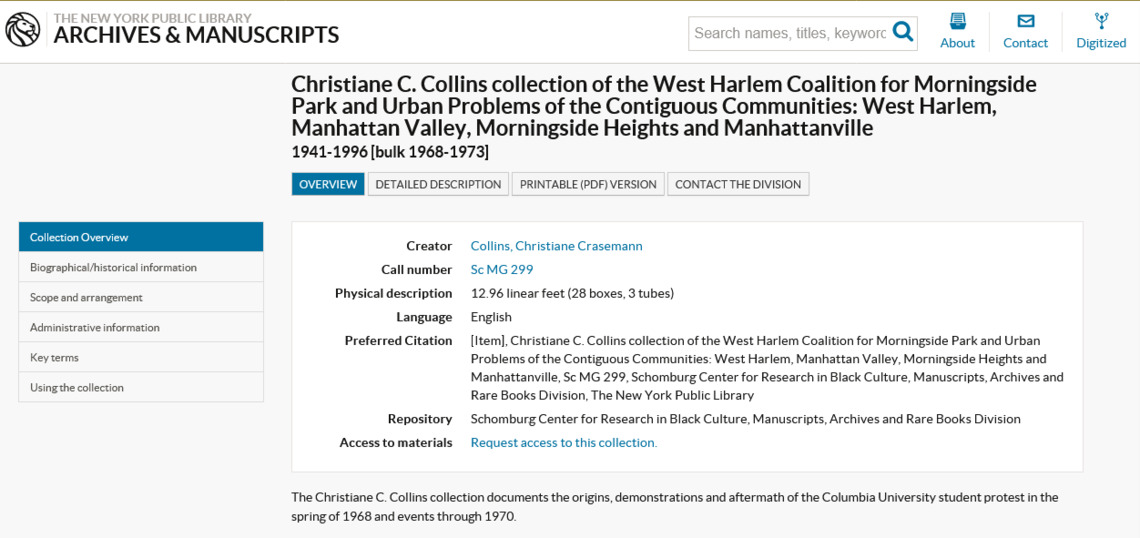 THE NEW YORK PUBLIC LIBRARY
ARCHIVES & MANUSCRIPTS
Search names, titles, keyword
About
Contact
Digitized
Christiane C. Collins collection of the West Harlem Coalition for Morningside
Park and Urban Problems of the Contiguous Communities: West Harlem,
Manhattan Valley, Morningside Heights and Manhattanville
1941-1996 [bulk 1968-1973]
OVERVIEW
DETAILED DESCRIPTION
PRINTABLE (PDF) VERSION
CONTACT THE DIVISION
Collection Overview
Biographical/historical information
Scope and arrangement
Administrative information
Key terms
Using the collection
Creator Collins, Christiane Crasemann
Call number Sc MG 299
Physical description 12.96 linear feet (28 boxes, 3 tubes)
Language English
Preferred Citation [Item], Christiane C. Collins collection of the West Harlem Coalition for Morningside Park and Urban
Problems of the Contiguous Communities: West Harlem, Manhattan Valley, Morningside Heights and
Manhattanville, Sc MG 299, Schomburg Center for Research in Black Culture, Manuscripts, Archives and
Rare Books Division, The New York Public Library
Repository Schomburg Center for Research in Black Culture, Manuscripts, Archives and Rare Books Division
Access to materials Request access to this collection.
The Christiane C. Collins collection documents the origins, demonstrations and aftermath of the Columbia University student protest in the
spring of 1968 and events through 1970.